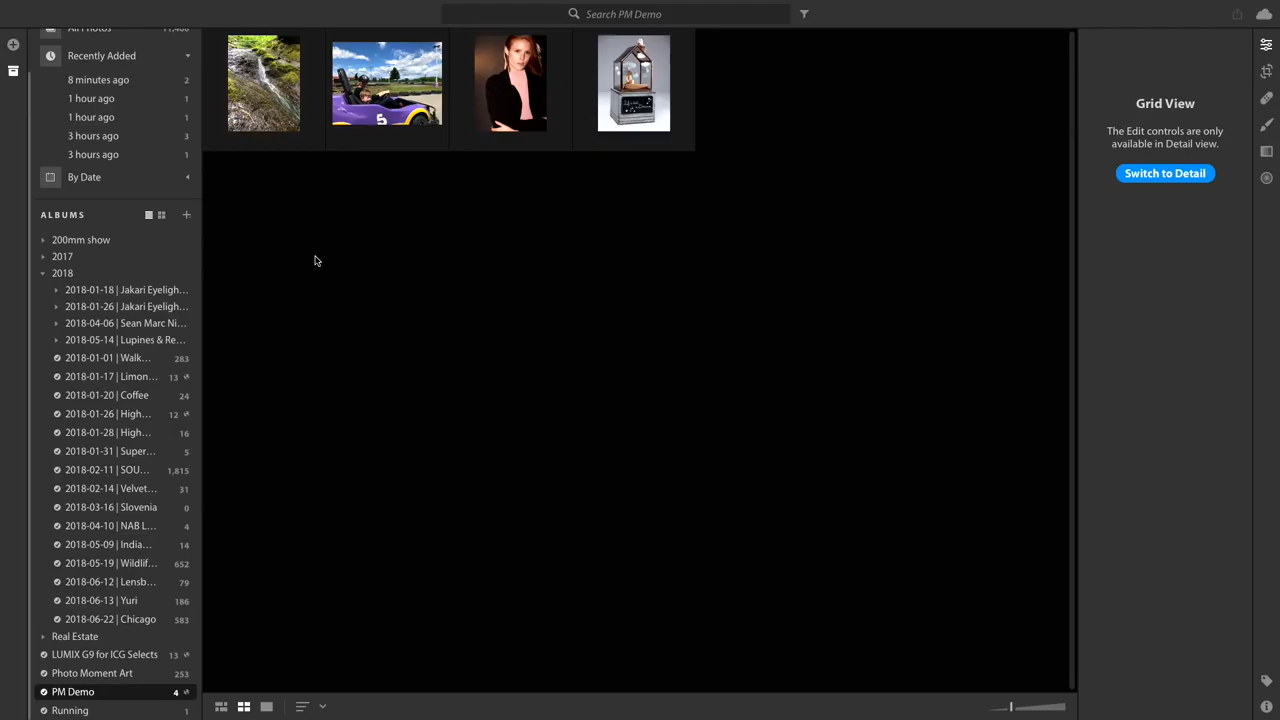 Search PM Demo
All Photos 17,466
Recently Added
8 minutes ago 2
1 hour ago 1
1 hour ago 1
3 hours ago 3
3 hours ago 1
By Date
ALBUMS
200mm show
2017
2018
2018-01-18 | Jakari Eyeligh...
2018-01-26 | Jakari Eyeligh...
2018-04-06 | Sean Marc Ni...
2018-05-14 | Lupines & Re...
2018-01-01 | Walk... 283
2018-01-17 | Limon... 13
2018-01-20 | Coffee 24
2018-01-26 | High... 12
2018-01-28 | High... 16
2018-01-31 | Super... 5
2018-02-11 | SOU... 1,815
2018-02-14 | Velvet... 31
2018-03-16 | Slovenia 0
2018-04-10 | NAB L... 4
2018-05-09 | India... 14
2018-05-19 | Wildlif... 652
2018-06-12 | Lensb... 79
2018-06-13 | Yuri 186
2018-06-22 | Chicago 583
Real Estate
LUMIX G9 for ICG Selects 13
Photo Moment Art 253
PM Demo 4
Running 1
5
Grid View
The Edit controls are only
available in Detail view.
Switch to Detail